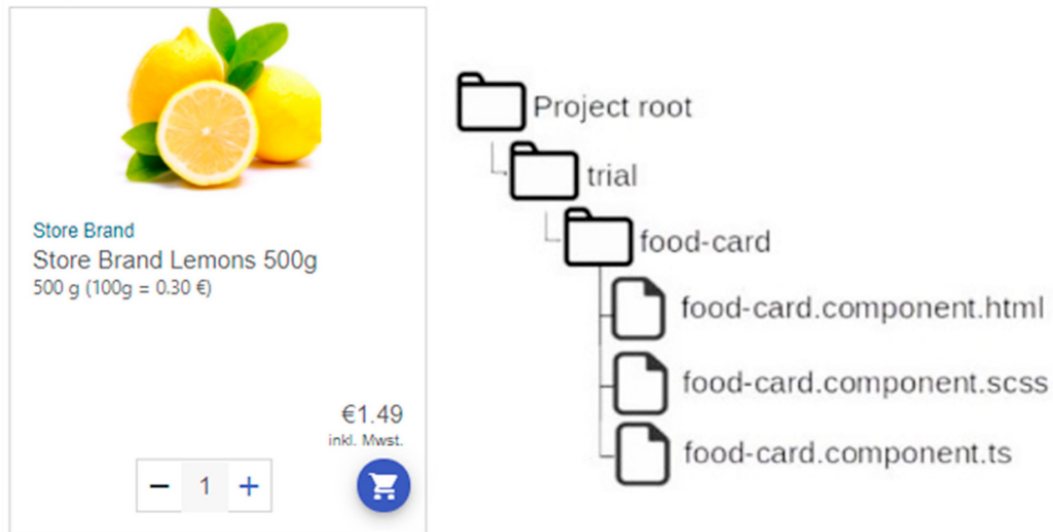 Store Brand
Store Brand Lemons 500g
500 g (100g = 0.30 €)
€1.49
inkl. Mwst.
− 1 +
Project root
trial
food-card
food-card.component.html
food-card.component.scss
food-card.component.ts